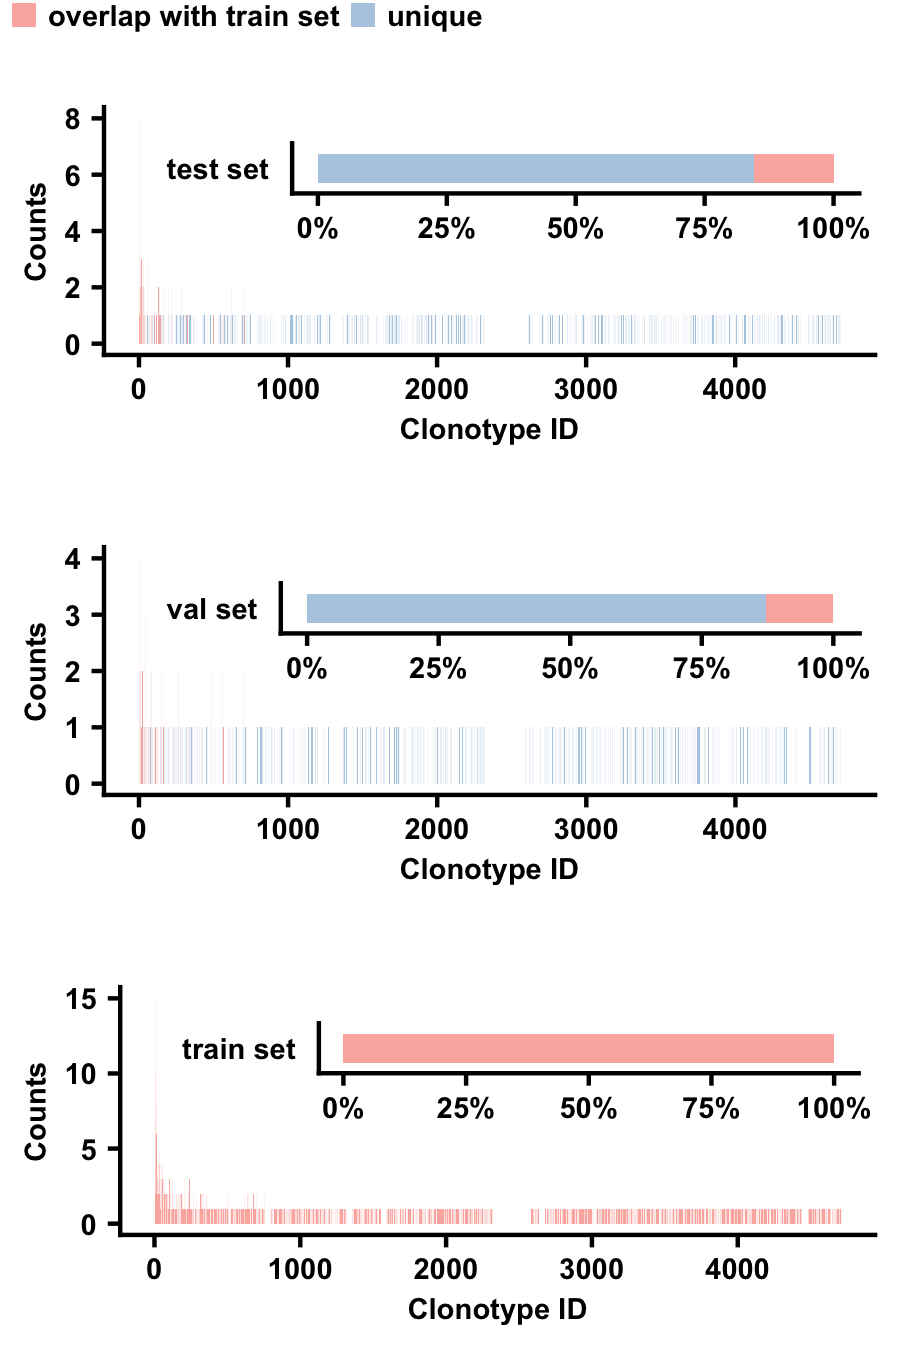 overlap with train set unique
8
6
4
2
0
Counts
test set
0% 25% 50% 75% 100%
0 1000 2000 3000 4000
Clonotype ID
4
3
2
1
0
Counts
val set
0% 25% 50% 75% 100%
0 1000 2000 3000 4000
Clonotype ID
15
10
5
0
Counts
train set
0% 25% 50% 75% 100%
0 1000 2000 3000 4000
Clonotype ID